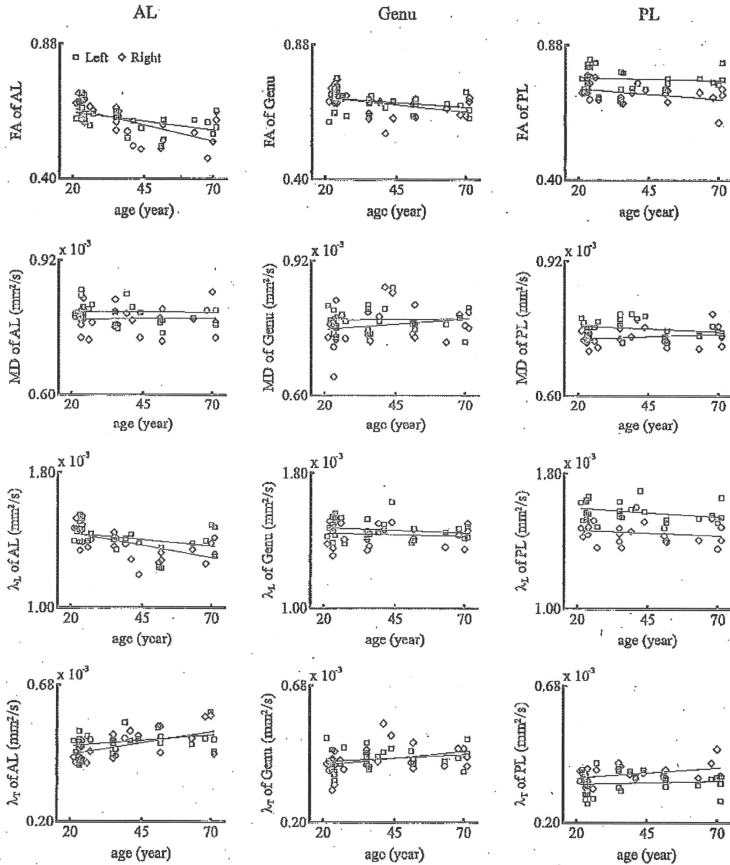 AL Genu PL
0.88 0.88 0.88
Left Right
FA of AL FA of Genu FA of PL
0.40 0.40 0.40
20 45 70 20 45 70 20 45 70
age (year) age (year) age (year)
x 10⁻³ x 10⁻³ x 10⁻³
0.92 0.92 0.92
MD of AL (mm²/s) MD of Genu (mm²/s) MD of PL (mm²/s)
0.60 0.60 0.60
20 45 70 20 45 70 20 45 70
age (year) age (year) age (year)
x 10⁻³ x 10⁻³ x 10⁻³
1.80 1.80 1.80
λL of AL (mm²/s) λL of Genu (mm²/s) λL of PL (mm²/s)
1.00 1.00 1.00
20 45 70 20 45 70 20 45 70
age (year) age (year) age (year)
x 10⁻³ x 10⁻³ x 10⁻³
0.68 0.68 0.68
λT of AL (mm²/s) λT of Genu (mm²/s) λT of PL (mm²/s)
0.20 0.20 0.20
20 45 70 20 45 70 20 45 70
age (year) age (year) age (year)